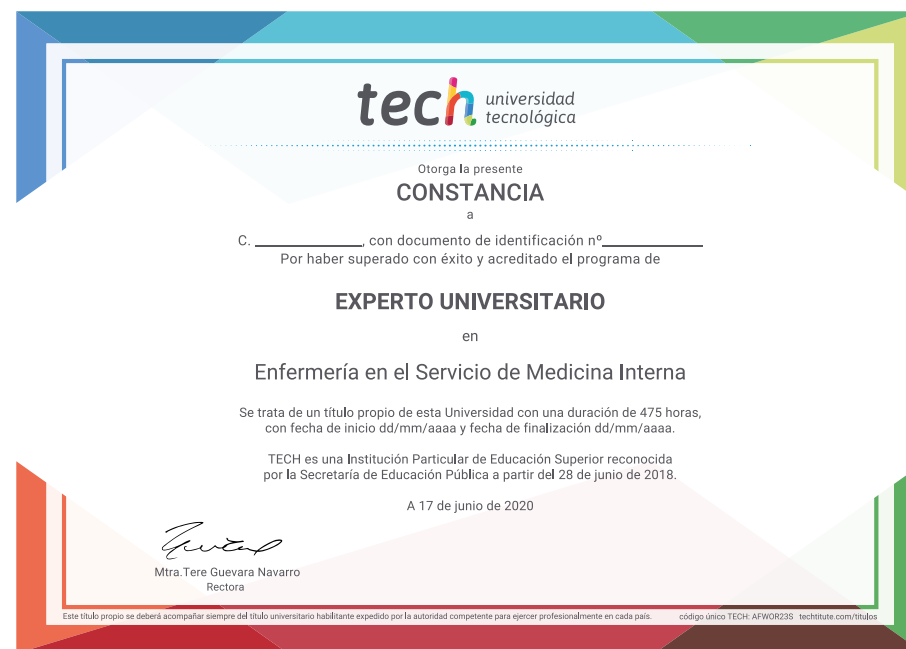 tech universidad
tecnológica
Otorga la presente
CONSTANCIA
a
C. ______________, con documento de identificación nº_____________
Por haber superado con éxito y acreditado el programa de
EXPERTO UNIVERSITARIO
en
Enfermería en el Servicio de Medicina Interna
Se trata de un título propio de esta Universidad con una duración de 475 horas,
con fecha de inicio dd/mm/aaaa y fecha de finalización dd/mm/aaaa.
TECH es una Institución Particular de Educación Superior reconocida
por la Secretaría de Educación Pública a partir del 28 de junio de 2018.
A 17 de junio de 2020
Mtra.Tere Guevara Navarro
Rectora
Este título propio se deberá acompañar siempre del título universitario habilitante expedido por la autoridad competente para ejercer profesionalmente en cada país. código único TECH: AFWOR23S techtitute.com/titulos